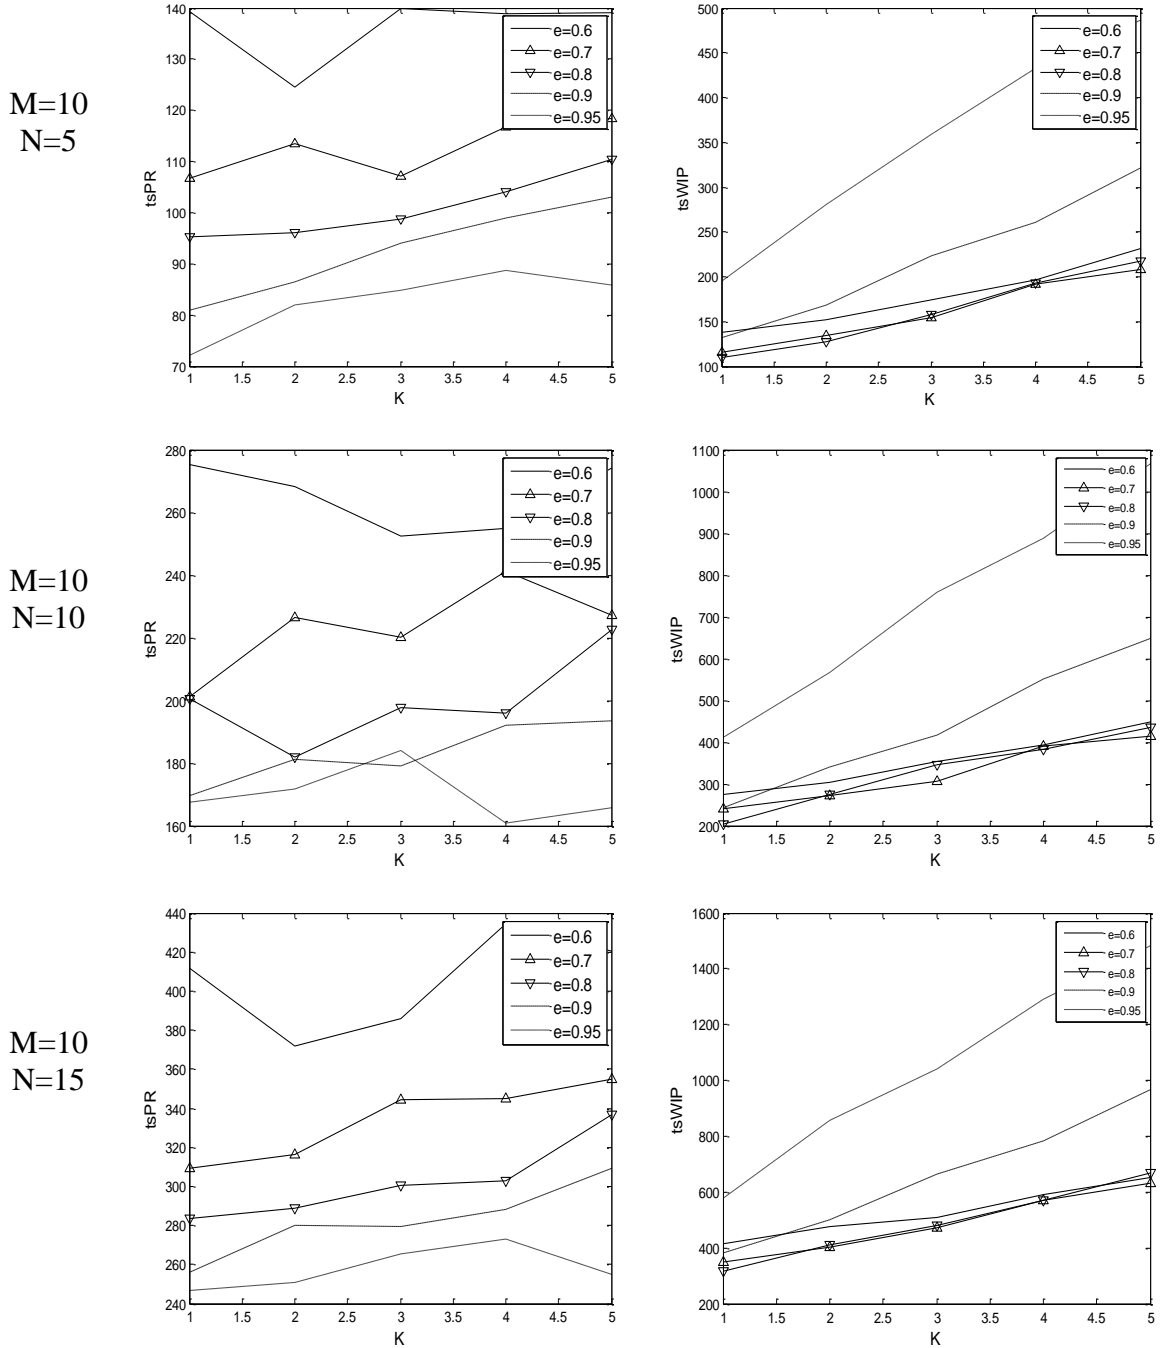 M=10
N=5
140
130
120
110
100
90
80
70
tsPR
1 1.5 2 2.5 3 3.5 4 4.5 5
K
e=0.6
e=0.7
e=0.8
e=0.9
e=0.95
500
450
400
350
300
250
200
150
100
tsWIP
1 1.5 2 2.5 3 3.5 4 4.5 5
K
e=0.6
e=0.7
e=0.8
e=0.9
e=0.95
M=10
N=10
280
260
240
220
200
180
160
tsPR
1 1.5 2 2.5 3 3.5 4 4.5 5
K
e=0.6
e=0.7
e=0.8
e=0.9
e=0.95
1100
1000
900
800
700
600
500
400
300
200
tsWIP
1 1.5 2 2.5 3 3.5 4 4.5 5
K
e=0.6
e=0.7
e=0.8
e=0.9
e=0.95
M=10
N=15
440
420
400
380
360
340
320
300
280
260
240
tsPR
1 1.5 2 2.5 3 3.5 4 4.5 5
K
e=0.6
e=0.7
e=0.8
e=0.9
e=0.95
1600
1400
1200
1000
800
600
400
200
tsWIP
1 1.5 2 2.5 3 3.5 4 4.5 5
K
e=0.6
e=0.7
e=0.8
e=0.9
e=0.95